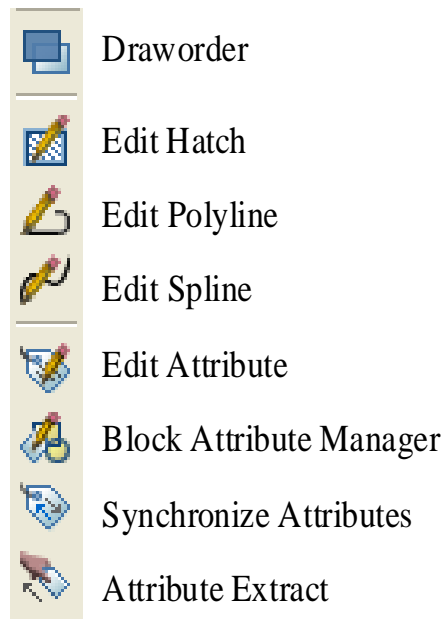 Draworder
Edit Hatch
Edit Polyline
Edit Spline
Edit Attribute
Block Attribute Manager
Synchronize Attributes
Attribute Extract